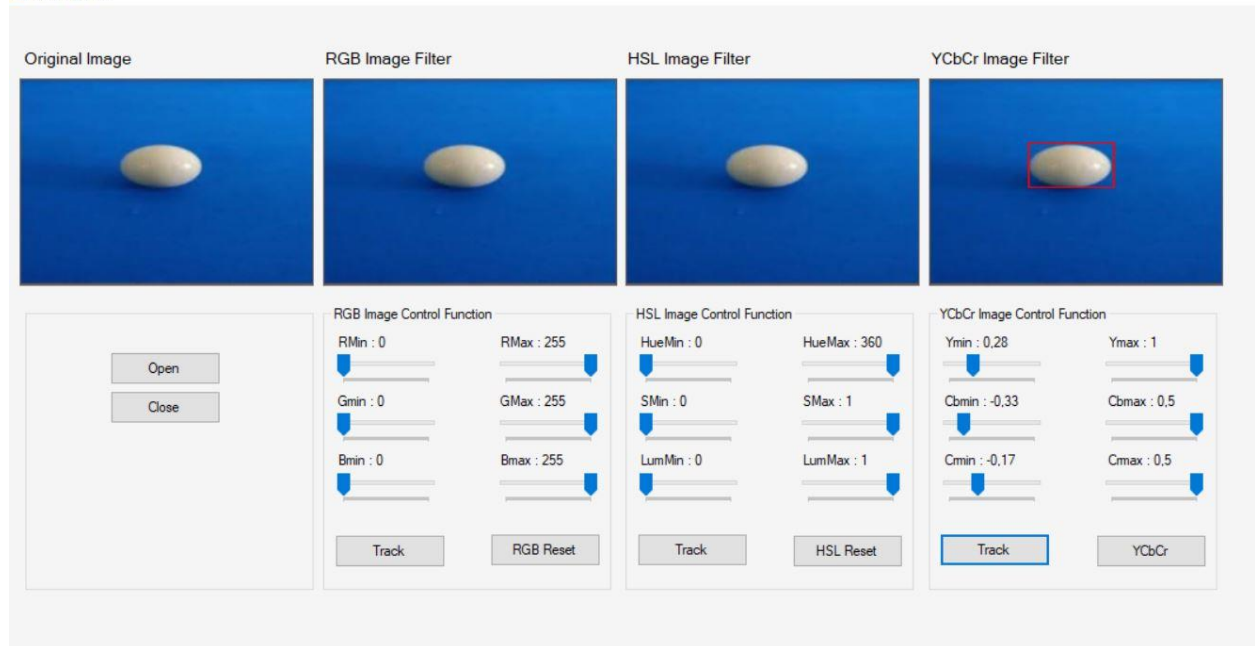 Original Image
RGB Image Filter
HSL Image Filter
YCbCr Image Filter
Open
Close
RGB Image Control Function
RMin : 0
RMax : 255
Gmin : 0
GMax : 255
Bmin : 0
Bmax : 255
Track
RGB Reset
HSL Image Control Function
HueMin : 0
HueMax : 360
SMin : 0
SMax : 1
LumMin : 0
LumMax : 1
Track
HSL Reset
YCbCr Image Control Function
Ymin : 0,28
Ymax : 1
Cbmin : -0,33
Cbmax : 0,5
Crmin : -0,17
Crmax : 0,5
Track
YCbCr